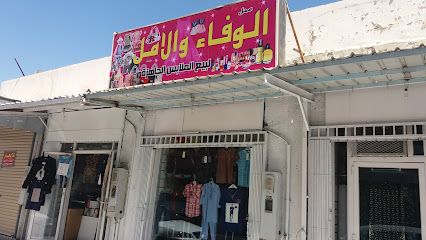 محل
الوفاء والأمل
لبيع الملابس الجاهزة